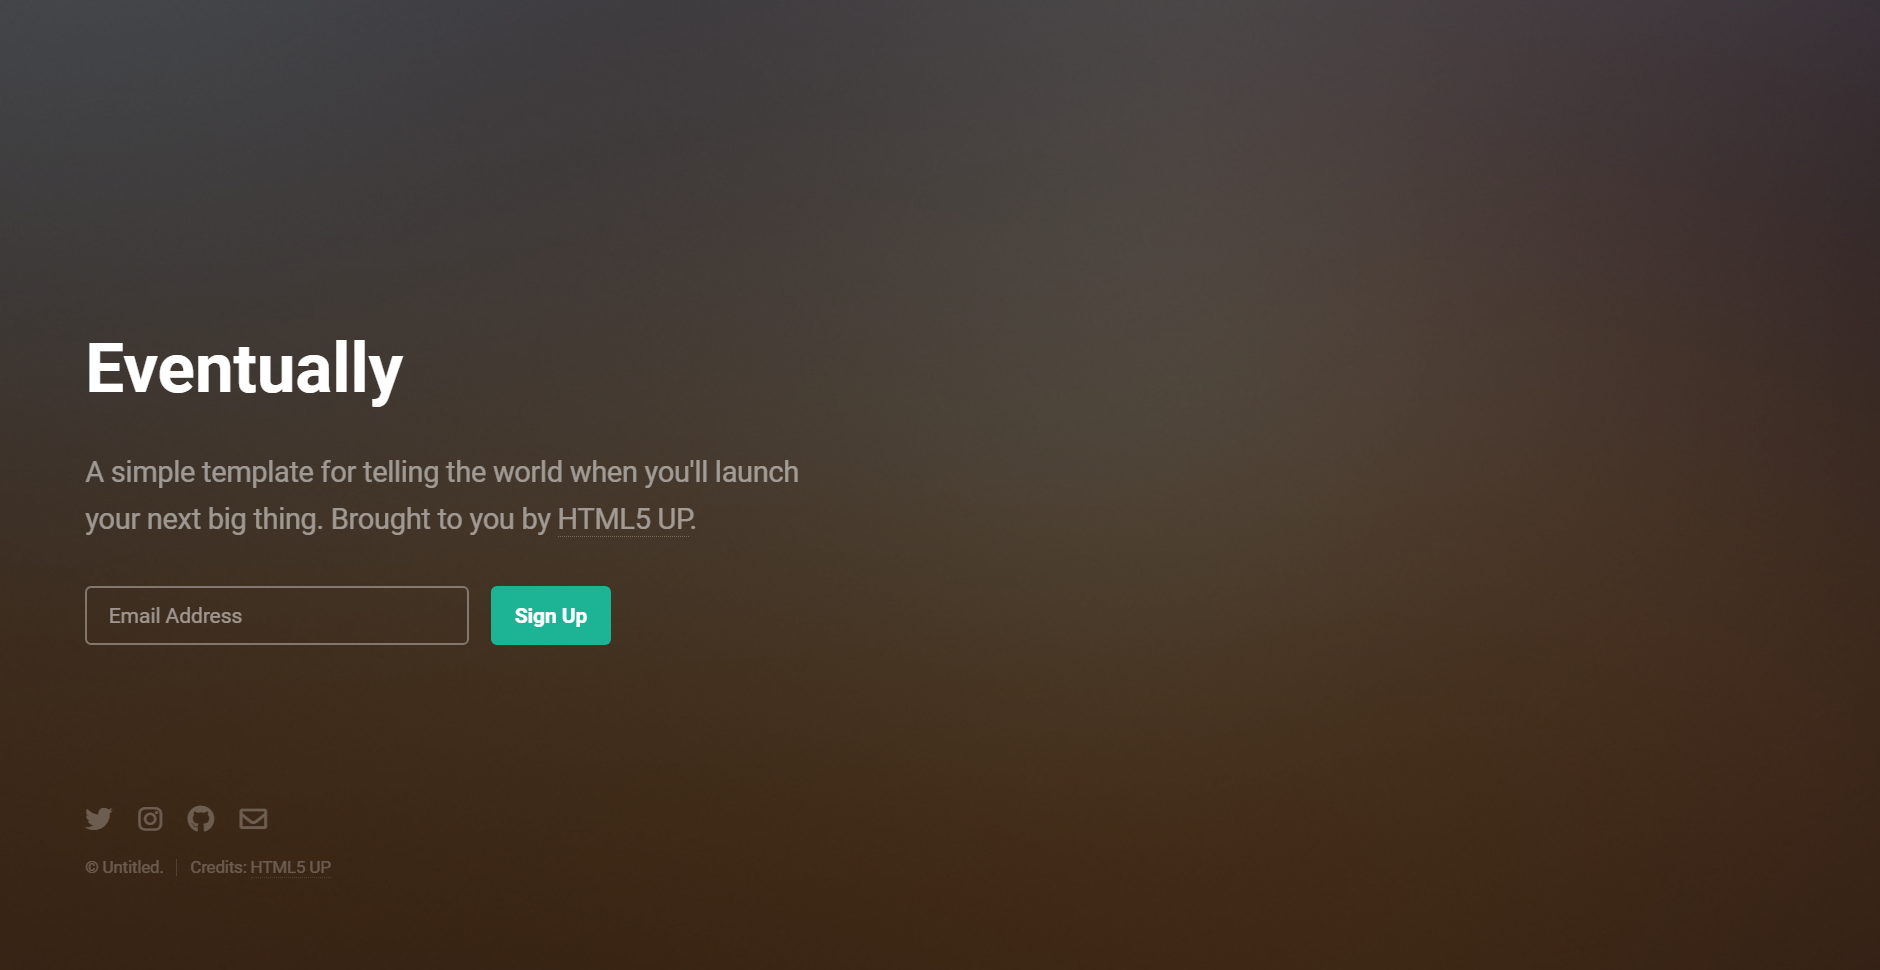 Eventually
A simple template for telling the world when you'll launch
your next big thing. Brought to you by HTML5 UP.
Email Address
Sign Up
© Untitled.
Credits: HTML5 UP